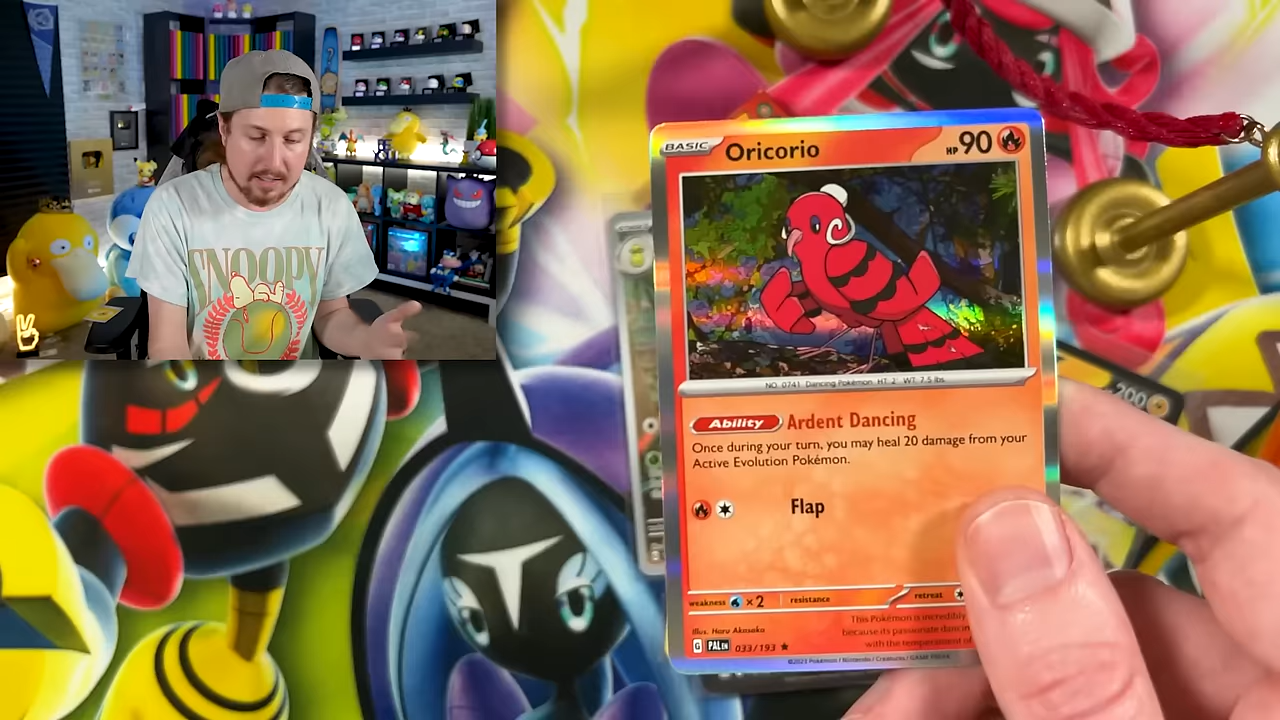 SNOOPY
BASIC Oricorio HP 90
NO. 0741 Dancing Pokémon HT. 2' WT. 7.5 lbs
Ability Ardent Dancing
Once during your turn, you may heal 20 damage from your
Active Evolution Pokémon.
Flap
weakness ×2 resistance retreat
Illus. Haru Akasaka
This Pokémon is incredibly
because its passionate dancing
with the temperament of
G PAL EN 033/193
©2023 Pokémon / Nintendo / Creatures / GAME FREAK
200